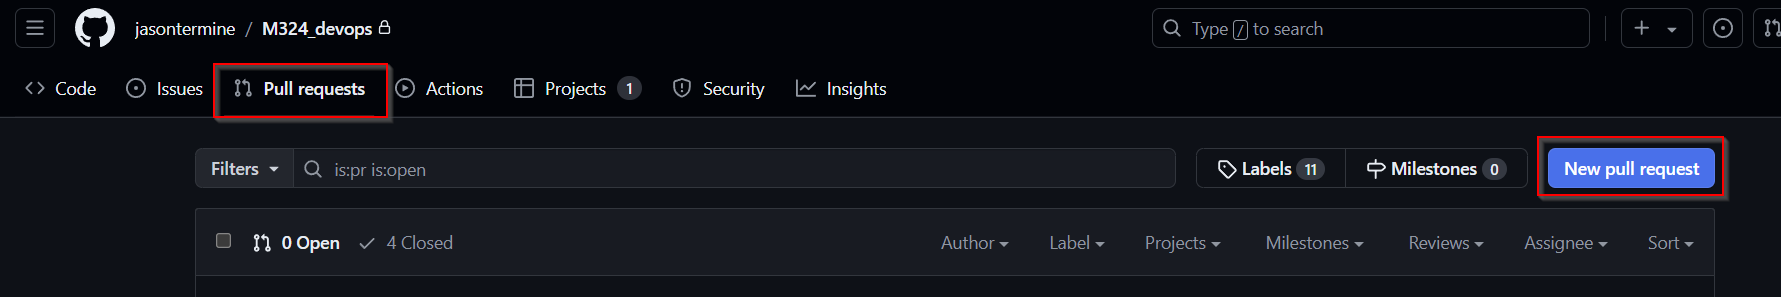 jasontermine / M324_devops
Type / to search
Code Issues Pull requests Actions Projects 1 Security Insights
Filters is:pr is:open Labels 11 Milestones 0 New pull request
0 Open 4 Closed Author Label Projects Milestones Reviews Assignee Sort